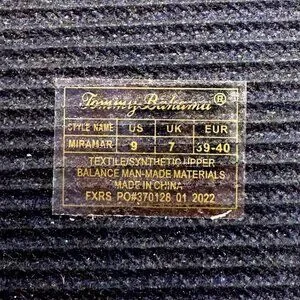 Tommy Bahama®
STYLE NAME US UK EUR
MIRAMAR 9 7 39-40
TEXTILE/SYNTHETIC UPPER
BALANCE MAN-MADE MATERIALS
MADE IN CHINA
FXRS PO#370128 01 2022